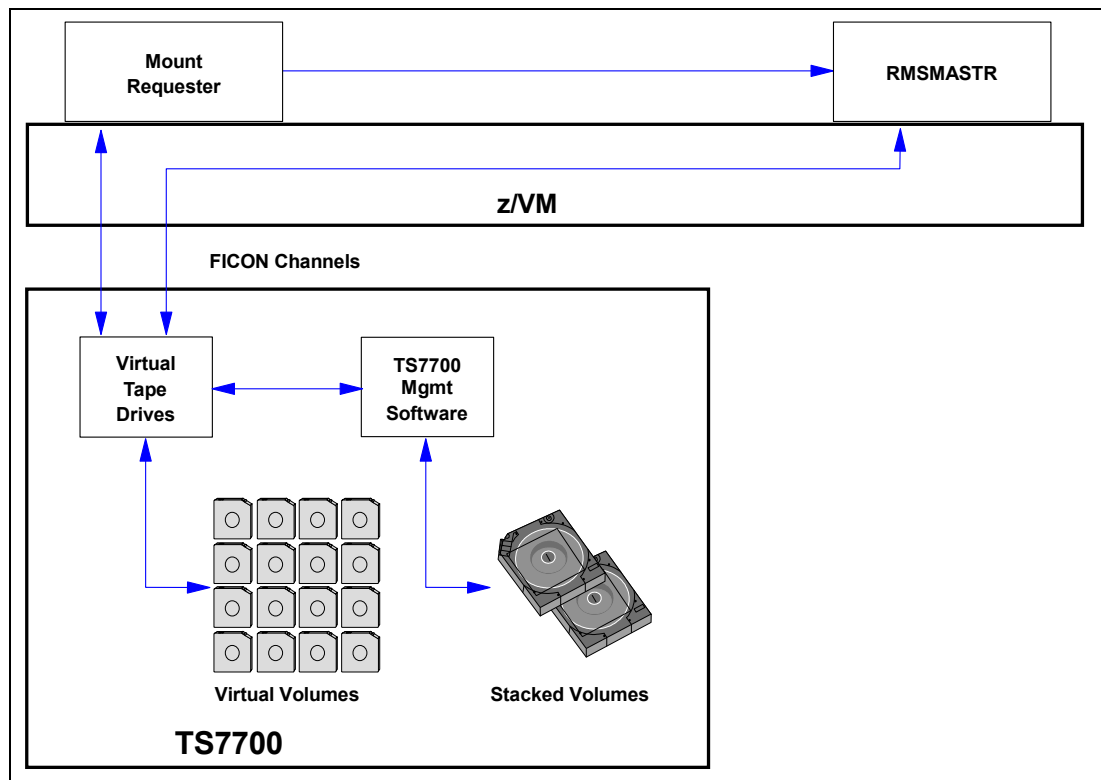 Mount
Requester
RMSMASTR
z/VM
FICON Channels
Virtual
Tape
Drives
TS7700
Mgmt
Software
Virtual Volumes
Stacked Volumes
TS7700